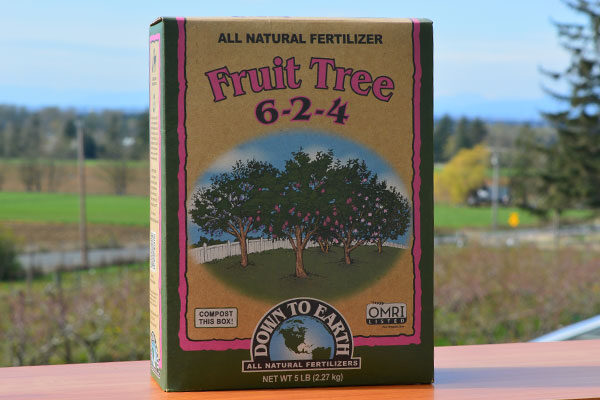 ALL NATURAL FERTILIZER
Fruit Tree
6-2-4
COMPOST
THIS BOX!
OMRI
LISTED
DOWN TO EARTH
ALL NATURAL FERTILIZERS
NET WT 5 LB (2.27 kg)